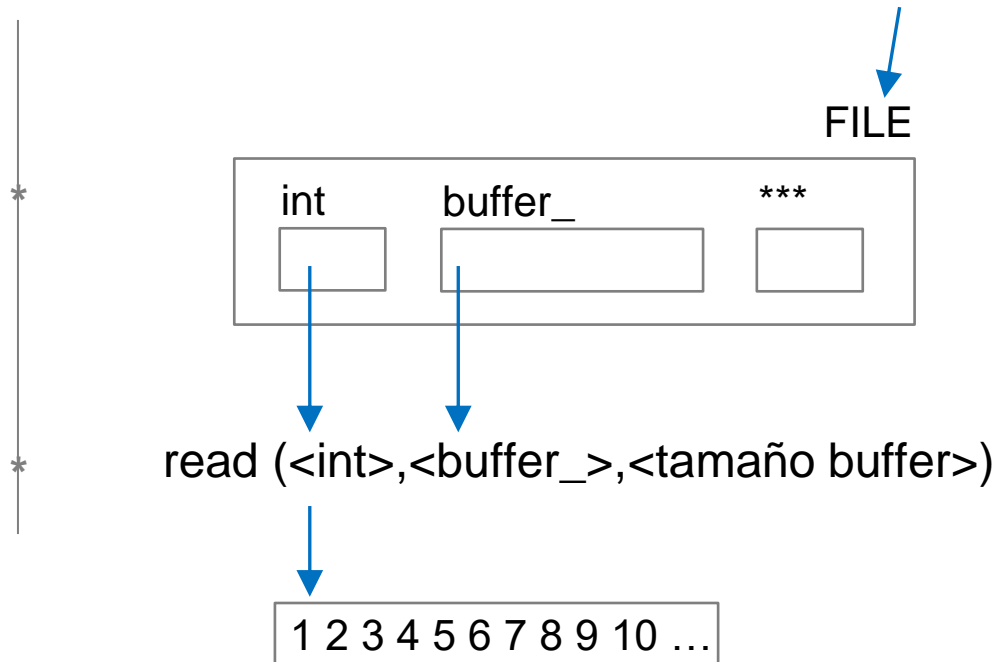 FILE
int buffer_ ***
*
* read (<int>,<buffer_>,<tamaño buffer>)
1 2 3 4 5 6 7 8 9 10 ...